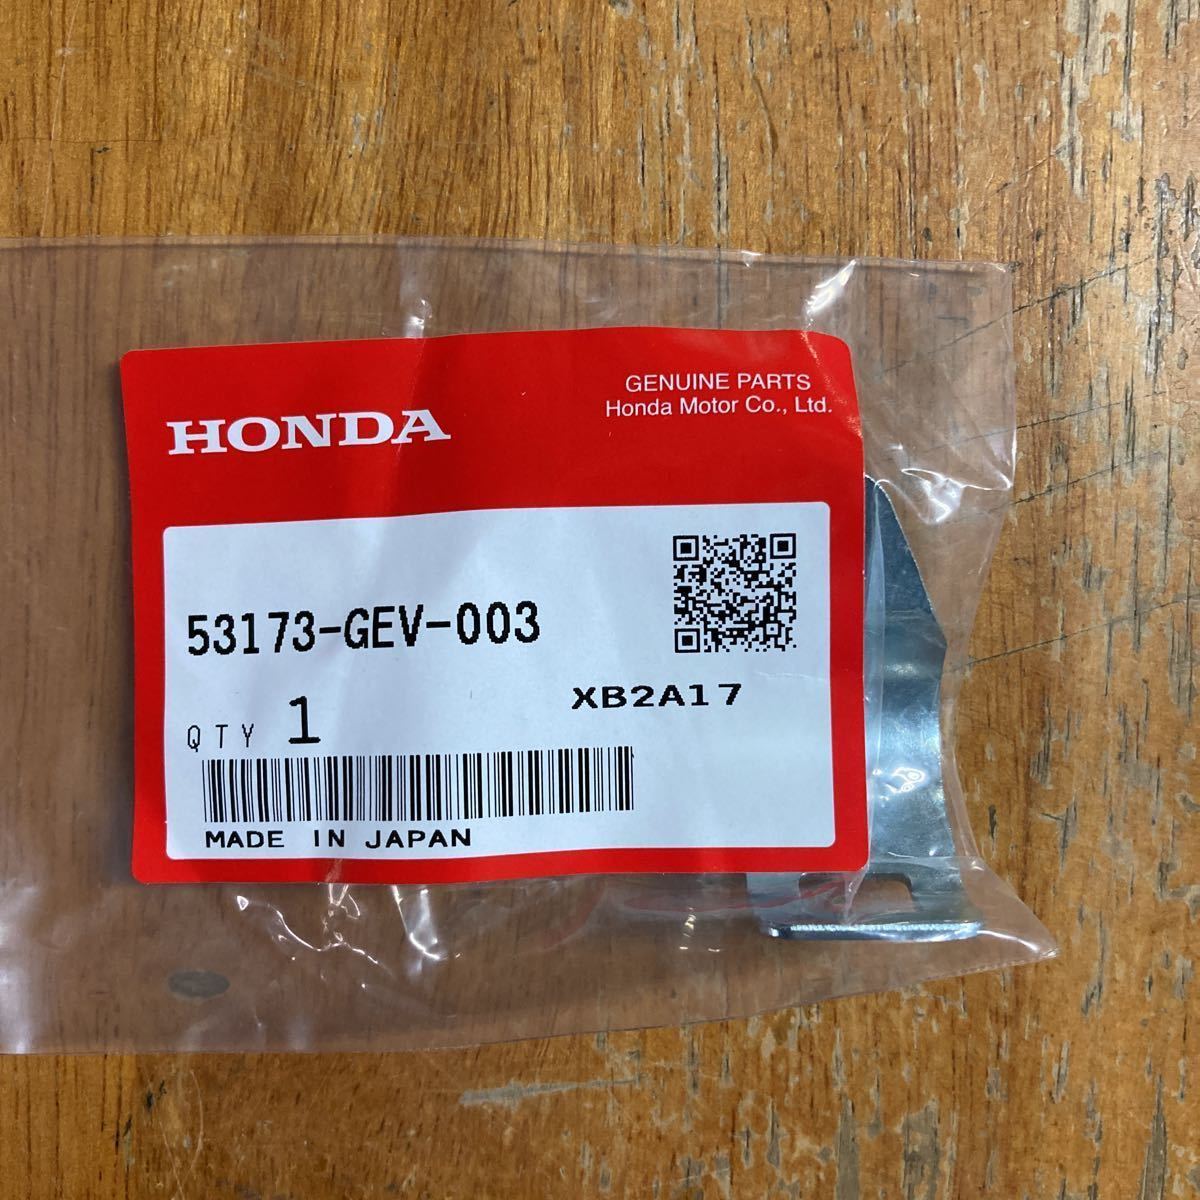 GENUINE PARTS
Honda Motor Co., Ltd.
HONDA
53173-GEV-003
XB2A17
QTY 1
MADE IN JAPAN